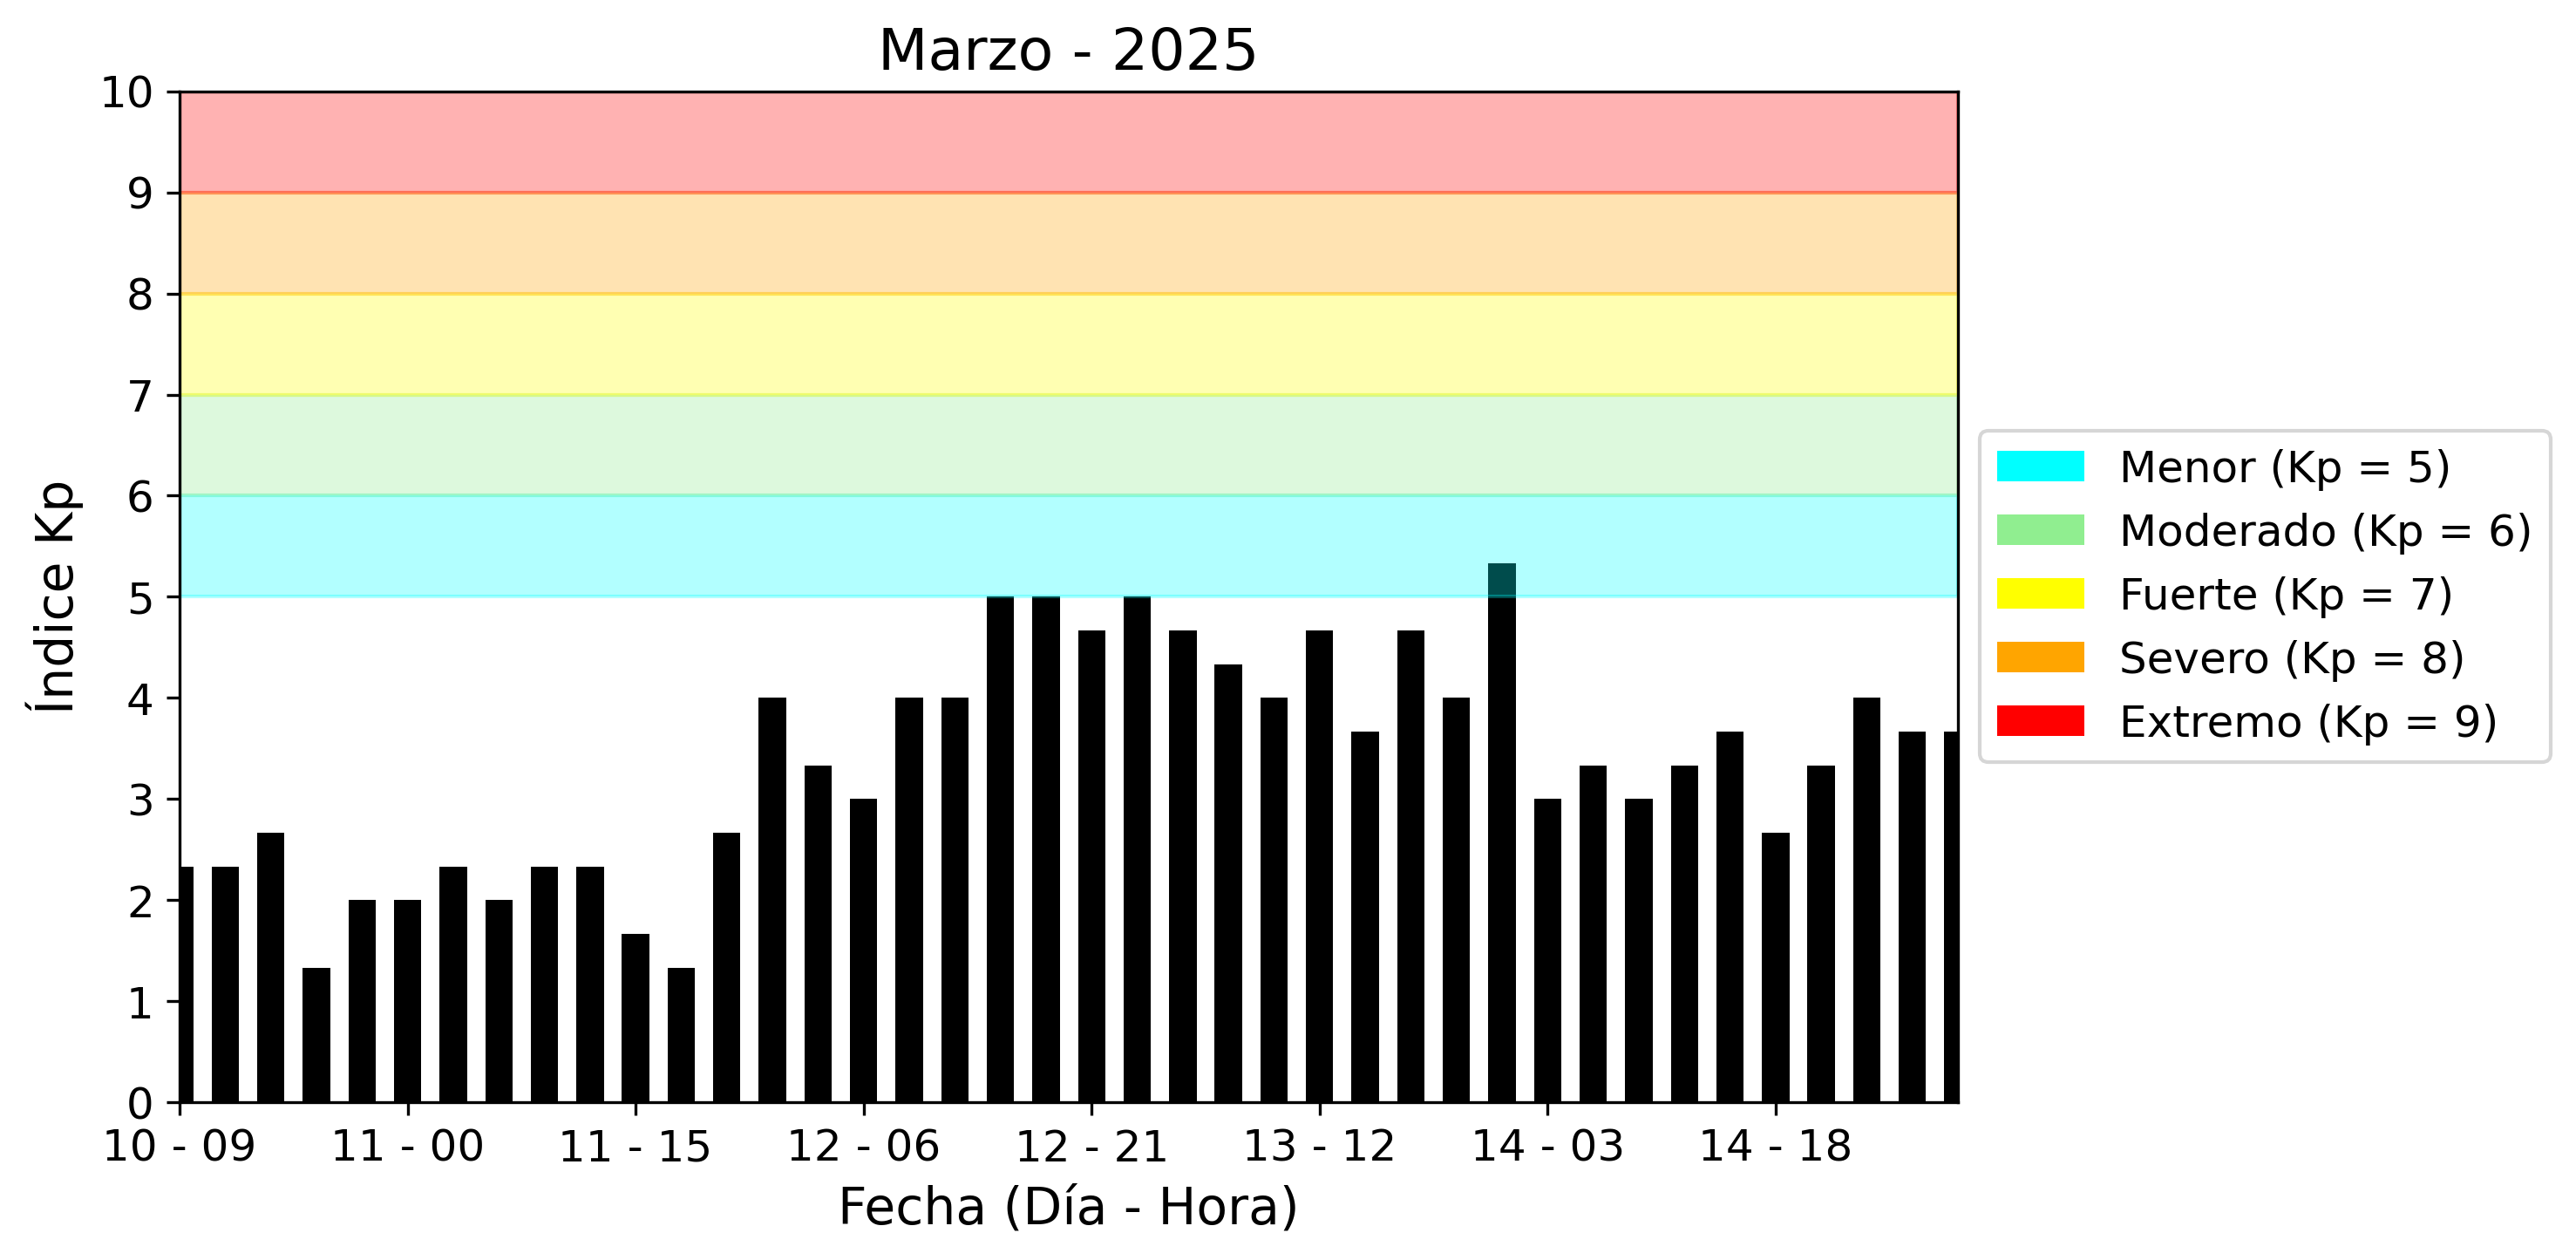 Marzo - 2025
10
9
8
7
6
5
4
3
2
1
0
Índice Kp
10 - 09
11 - 00
11 - 15
12 - 06
12 - 21
13 - 12
14 - 03
14 - 18
Fecha (Día - Hora)
Menor (Kp = 5)
Moderado (Kp = 6)
Fuerte (Kp = 7)
Severo (Kp = 8)
Extremo (Kp = 9)